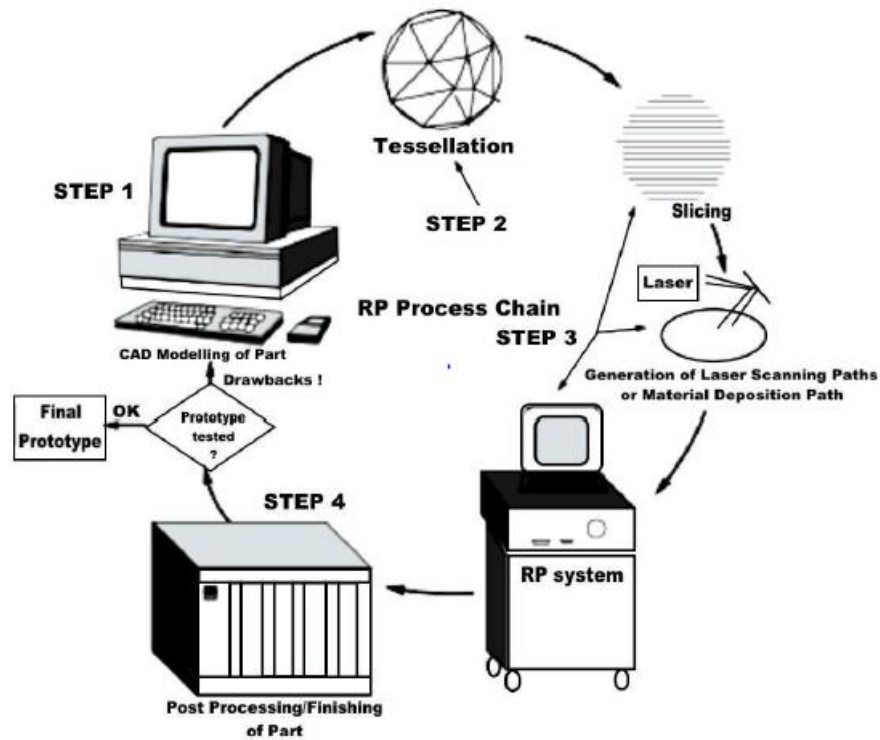 Tessellation
STEP 1
STEP 2
Slicing
Laser
RP Process Chain
STEP 3
CAD Modelling of Part
Generation of Laser Scanning Paths
or Material Deposition Path
Drawbacks !
Final
Prototype
OK
Prototype
tested
?
STEP 4
RP system
Post Processing/Finishing
of Part